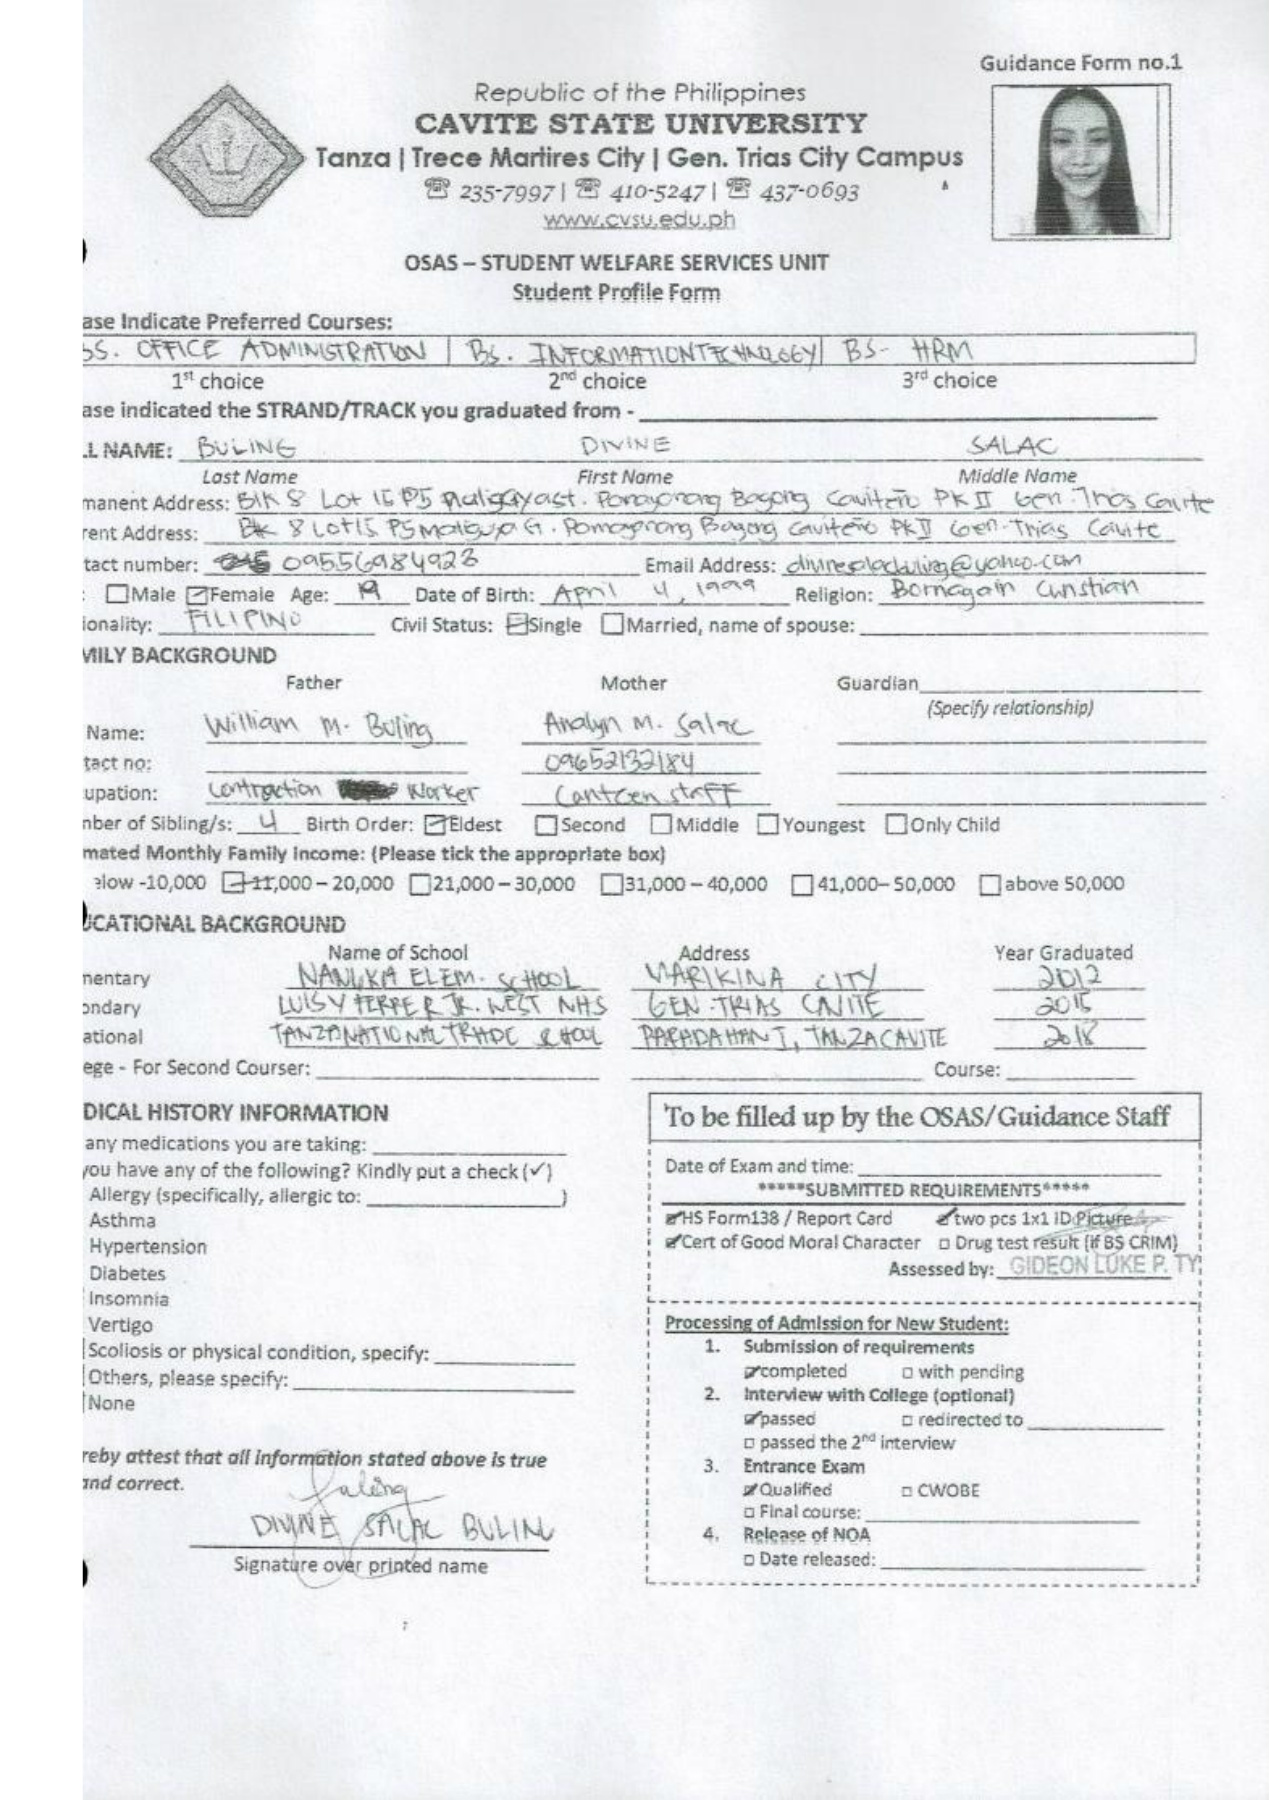 Guidance Form no.1
Republic of the Philippines
CAVITE STATE UNIVERSITY
Tanza | Trece Martires City | Gen. Trias City Campus
☏ 235-7997 | ☏ 410-5247 | ☏ 437-0693
www.cvsu.edu.ph
OSAS – STUDENT WELFARE SERVICES UNIT
Student Profile Form
ase Indicate Preferred Courses:
BS. OFFICE ADMINISTRATION | BS. INFORMATION TECHNOLOGY | BS- HRM
1st choice 2nd choice 3rd choice
ase indicated the STRAND/TRACK you graduated from -
LL NAME: BULING DIVINE SALAC
Last Name First Name Middle Name
manent Address: Blk 8 Lot 15 P5 Bagong Caviteño PK II Gen. Trias Cavite
rent Address: Blk 8 Lot 15 P5 Bagong Caviteño PK II Gen. Trias Cavite
tact number: 09556984923 Email Address:
: ☐Male ☑Female Age: 19 Date of Birth: April 4, 1999 Religion: Bornagain Cristian
ionality: FILIPINO Civil Status: ☑Single ☐Married, name of spouse:
MILY BACKGROUND
Father Mother Guardian
(Specify relationship)
Name: William M. Buling Analyn M. Salac
tact no: 09652132184
upation: Contraction Worker Canteen staff
nber of Sibling/s: 4 Birth Order: ☑Eldest ☐Second ☐Middle ☐Youngest ☐Only Child
mated Monthly Family Income: (Please tick the appropriate box)
elow -10,000 ☑11,000 – 20,000 ☐21,000 – 30,000 ☐31,000 – 40,000 ☐41,000– 50,000 ☐above 50,000
UCATIONAL BACKGROUND
Name of School Address Year Graduated
mentary NANGKA ELEM. SCHOOL MARIKINA CITY 2012
ondary LUIS Y FERRER JR. WEST NHS GEN. TRIAS CAVITE 2015
ational TANZA NATIONAL TRADE SCHOOL PARADAHAN I, TANZA CAVITE 2018
ege - For Second Courser: Course:
DICAL HISTORY INFORMATION
any medications you are taking:
you have any of the following? Kindly put a check (✓)
Allergy (specifically, allergic to: )
Asthma
Hypertension
Diabetes
Insomnia
Vertigo
Scoliosis or physical condition, specify:
Others, please specify:
None
reby attest that all information stated above is true
and correct.
DIVINE SALAC BULING
Signature over printed name
To be filled up by the OSAS/Guidance Staff
Date of Exam and time:
*****SUBMITTED REQUIREMENTS*****
☑HS Form138 / Report Card ☑two pcs 1x1 ID Picture
☑Cert of Good Moral Character ☐ Drug test result (if BS CRIM)
Assessed by: GIDEON LUKE P. TY
Processing of Admission for New Student:
1. Submission of requirements
☑completed ☐ with pending
2. Interview with College (optional)
☑passed ☐ redirected to
☐ passed the 2nd interview
3. Entrance Exam
☑Qualified ☐ CWOBE
☐ Final course:
4. Release of NOA
☐ Date released: